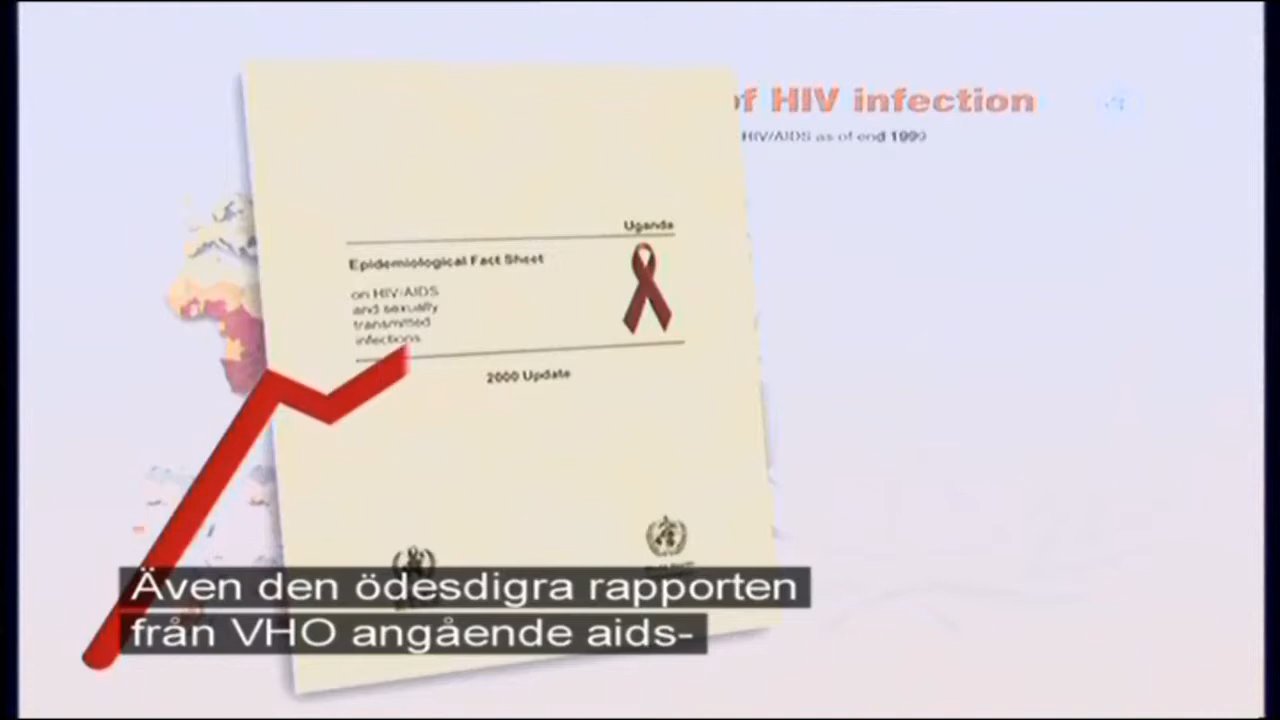 of HIV infection
HIV/AIDS as of end 1999
Uganda
Epidemiological Fact Sheet
on HIV/AIDS
and sexually
transmitted
infections
2000 Update
Även den ödesdigra rapporten
från VHO angående aids-